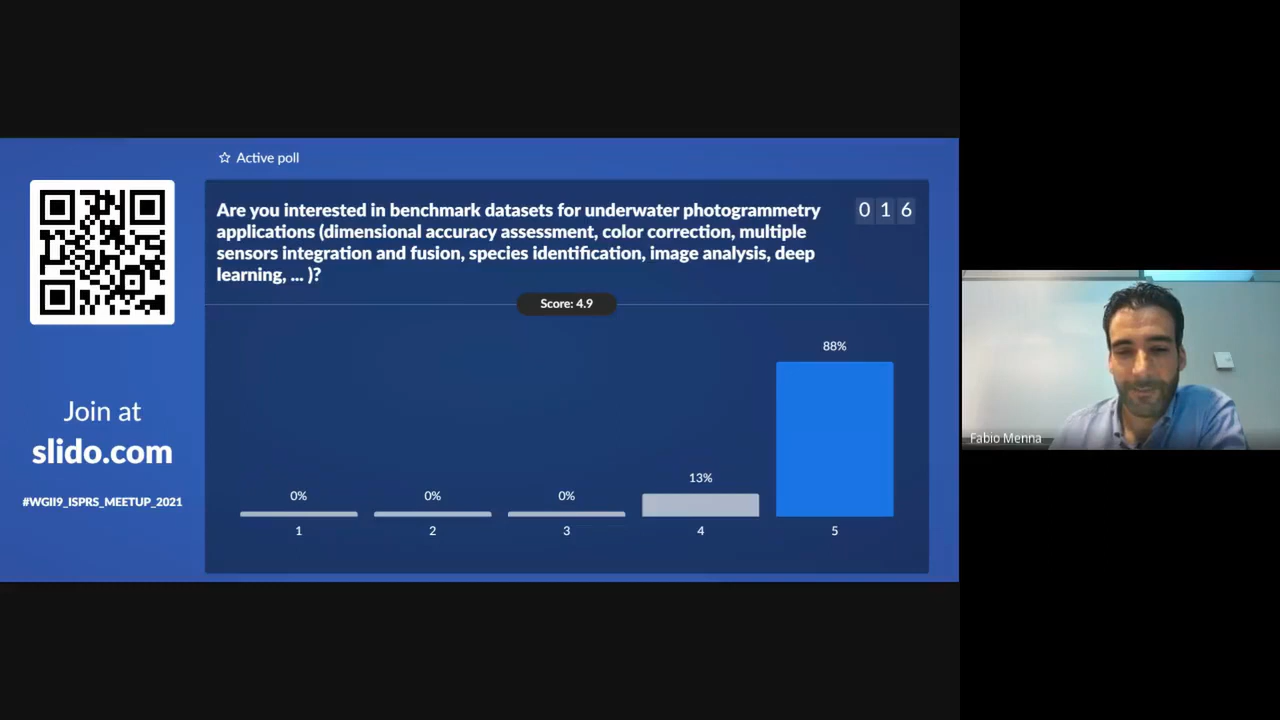 Active poll
Are you interested in benchmark datasets for underwater photogrammetry
applications (dimensional accuracy assessment, color correction, multiple
sensors integration and fusion, species identification, image analysis, deep
learning, ... )?
0 1 6
Score: 4.9
0%
0%
0%
13%
88%
1
2
3
4
5
Join at
slido.com
#WGII9_ISPRS_MEETUP_2021
Fabio Menna